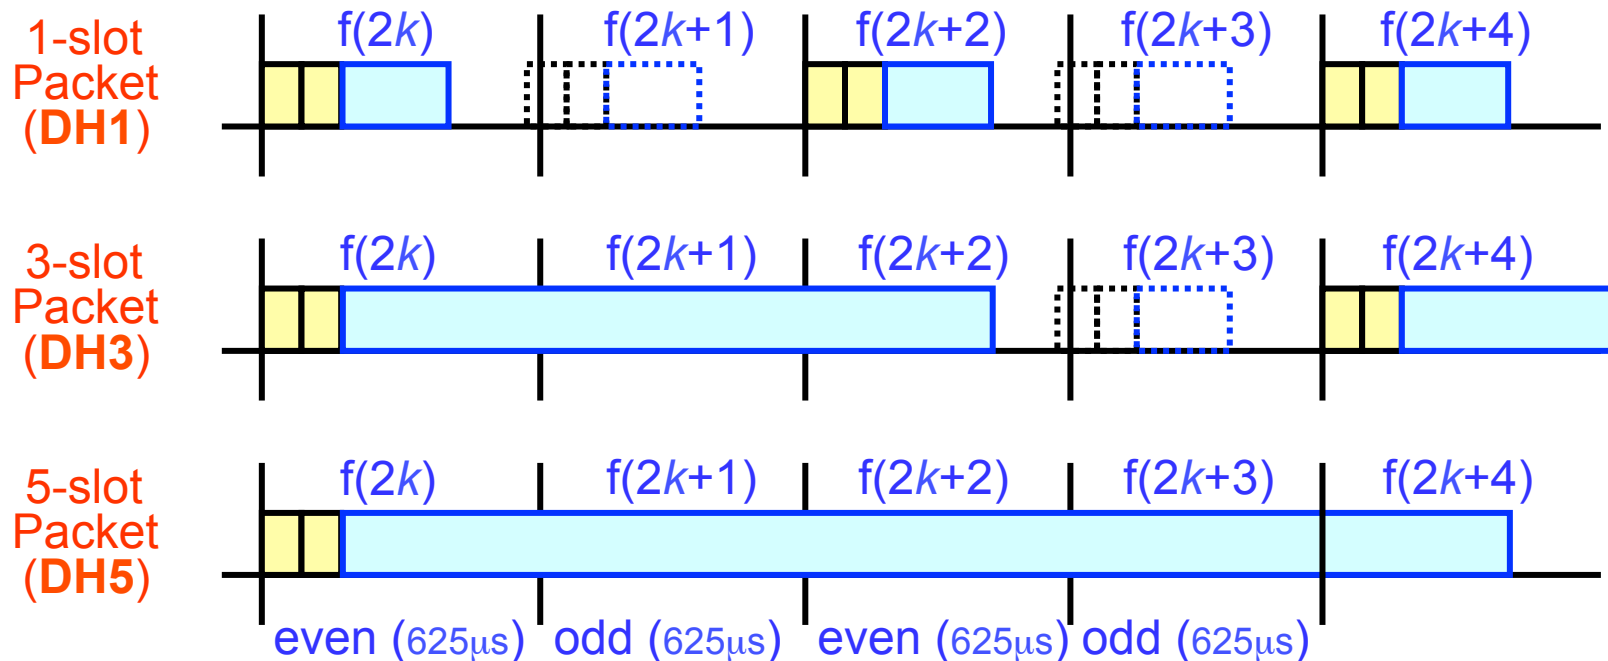 1-slot
Packet
(DH1)
f(2k) f(2k+1) f(2k+2) f(2k+3) f(2k+4)
3-slot
Packet
(DH3)
f(2k) f(2k+1) f(2k+2) f(2k+3) f(2k+4)
5-slot
Packet
(DH5)
f(2k) f(2k+1) f(2k+2) f(2k+3) f(2k+4)
even (625μs) odd (625μs) even (625μs) odd (625μs)